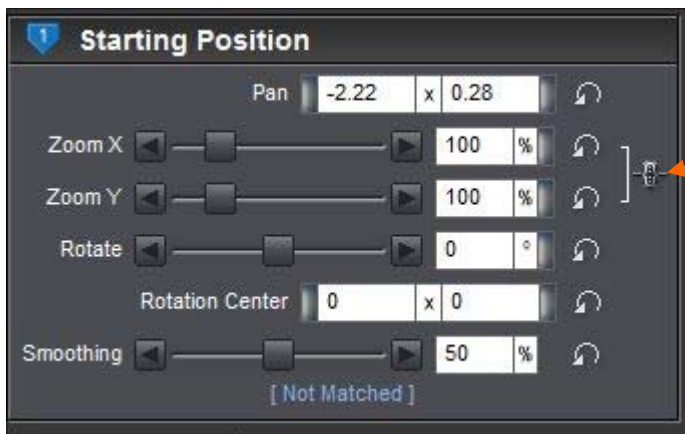 1 Starting Position
Pan -2.22 x 0.28
Zoom X 100 %
Zoom Y 100 %
Rotate 0 °
Rotation Center 0 x 0
Smoothing 50 %
[ Not Matched ]